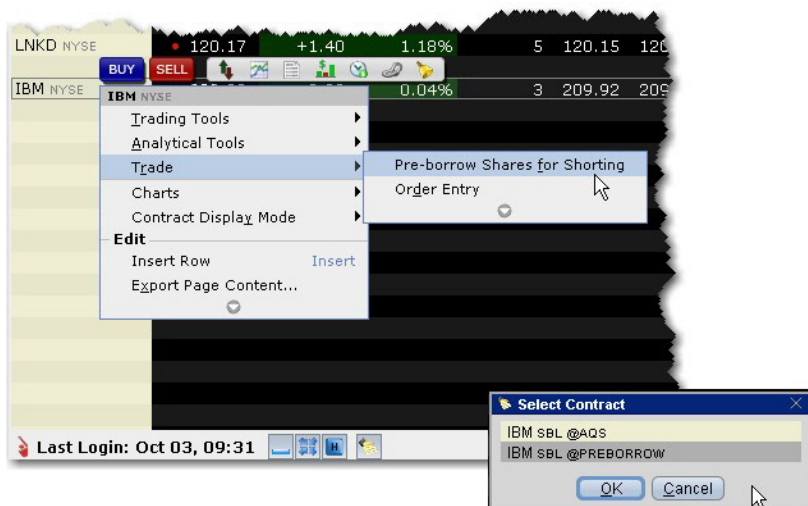 LNKD NYSE 120.17 +1.40 1.18% 5 120.15
BUY SELL
IBM NYSE 0.04% 3 209.92 209
IBM NYSE
Trading Tools
Analytical Tools
Trade
Pre-borrow Shares for Shorting
Charts
Order Entry
Contract Display Mode
Edit
Insert Row Insert
Export Page Content...
Select Contract
IBM SBL @AQS
Last Login: Oct 03, 09:31 H
IBM SBL @PREBORROW
OK Cancel